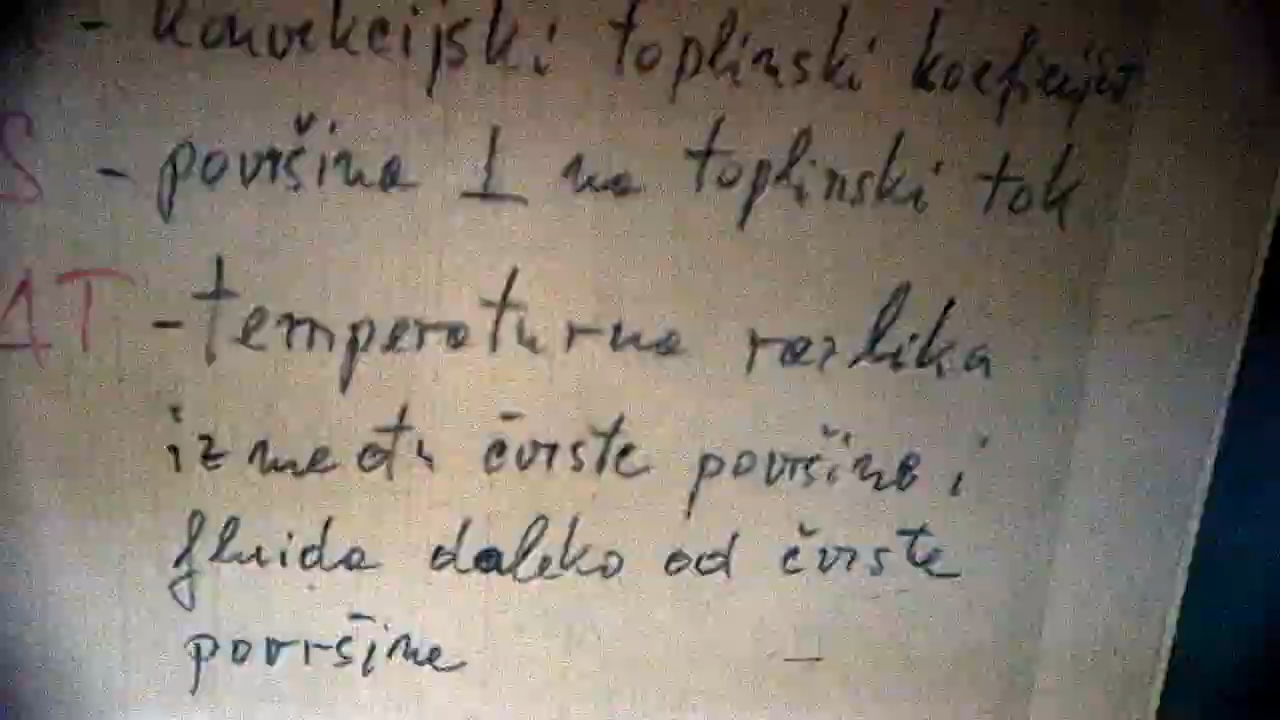 - konvekcijski toplinski koeficijent
S - površina ⊥ na toplinski tok
ΔT - temperaturna razlika
između čvrste površine i
fluida daleko od čvrste
površine